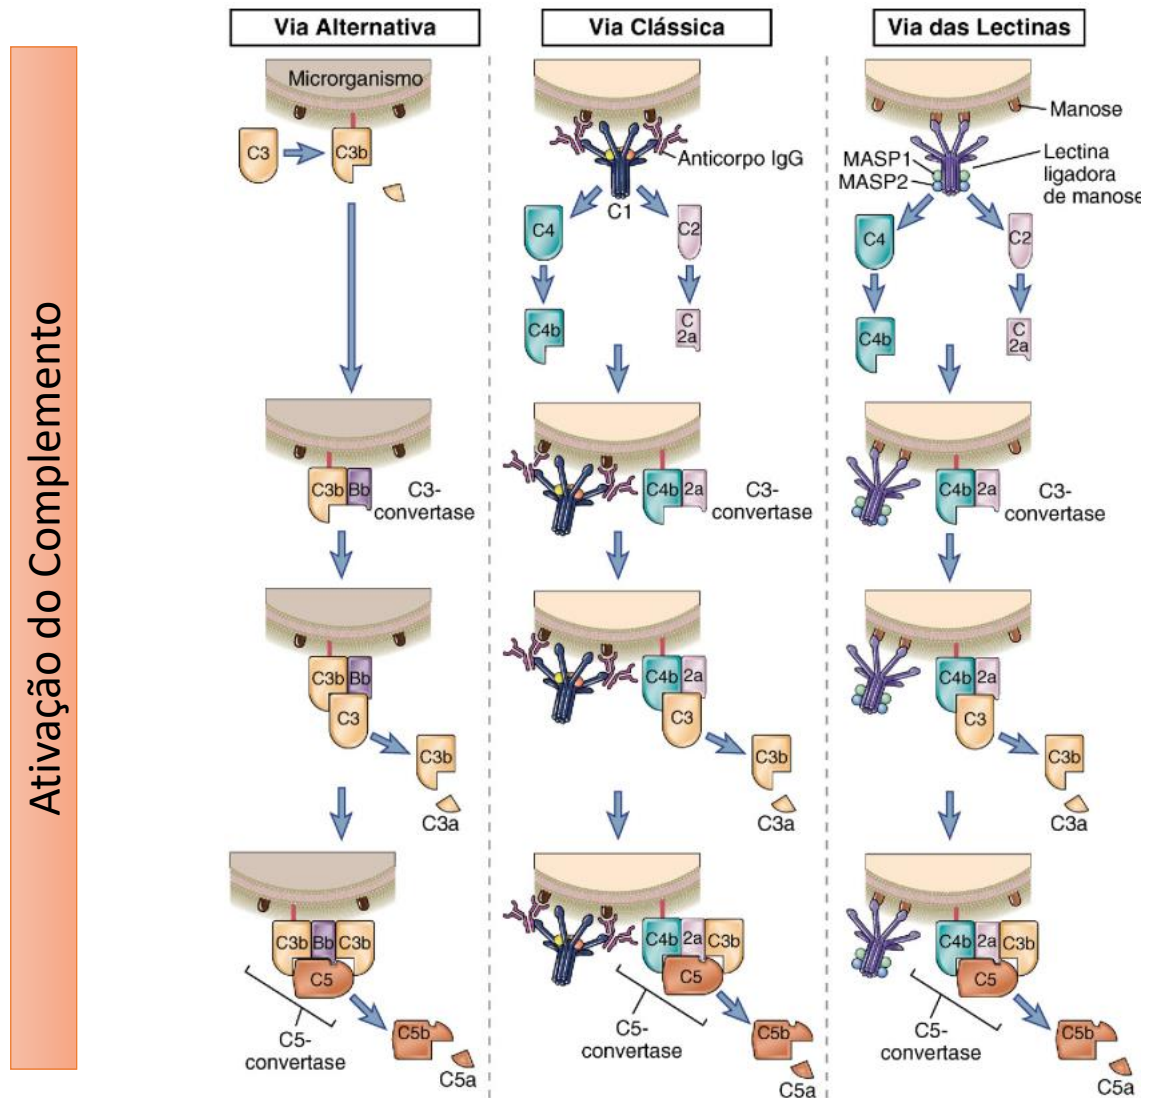 Ativação do Complemento
Via Alternativa
Microrganismo
C3
C3b
C3b
Bb
C3-
convertase
C3b
Bb
C3
C3b
C3a
C3b
Bb
C3b
C5
C5-
convertase
C5b
C5a
Via Clássica
Anticorpo IgG
C1
C4
C2
C4b
C
2a
C4b
2a
C3-
convertase
C4b
2a
C3
C3b
C3a
C4b
2a
C3b
C5
C5-
convertase
C5b
C5a
Via das Lectinas
Manose
MASP1
MASP2
Lectina
ligadora
de manose
C4
C2
C4b
C
2a
C4b
2a
C3-
convertase
C4b
2a
C3
C3b
C3a
C4b
2a
C3b
C5
C5-
convertase
C5b
C5a